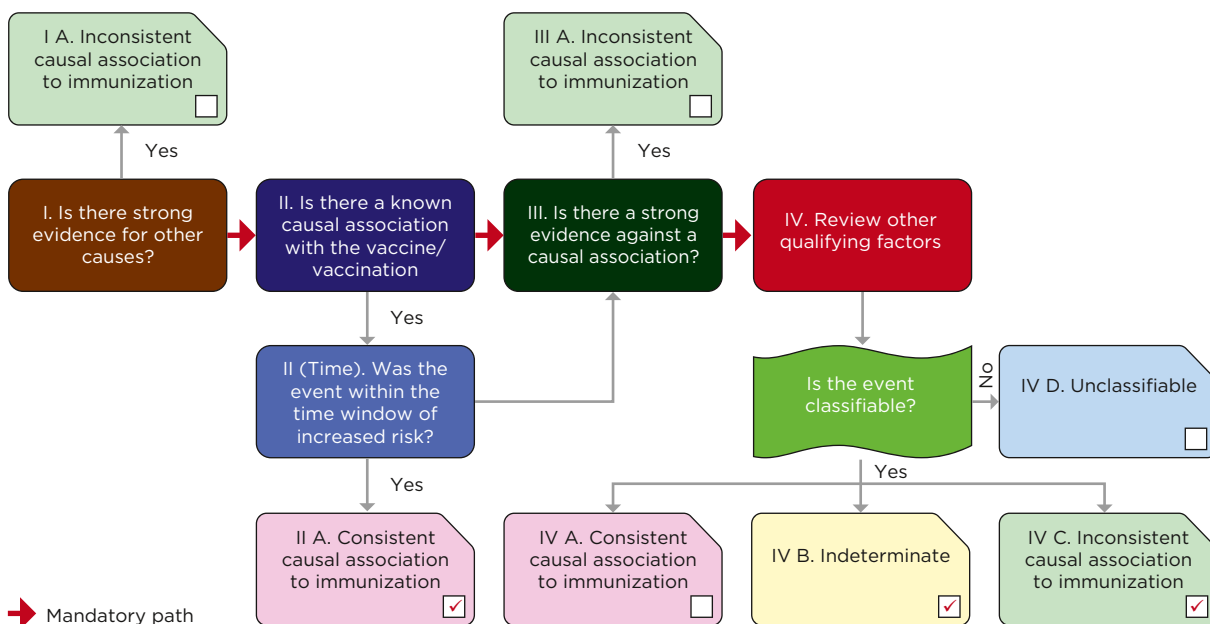 I A. Inconsistent
causal association
to immunization
III A. Inconsistent
causal association
to immunization
Yes
Yes
I. Is there strong
evidence for other
causes?
II. Is there a known
causal association
with the vaccine/
vaccination
III. Is there a strong
evidence against a
causal association?
IV. Review other
qualifying factors
Yes
II (Time). Was the
event within the
time window of
increased risk?
Is the event
classifiable?
No
IV D. Unclassifiable
Yes
Yes
II A. Consistent
causal association
to immunization
IV A. Consistent
causal association
to immunization
IV B. Indeterminate
IV C. Inconsistent
causal association
to immunization
Mandatory path